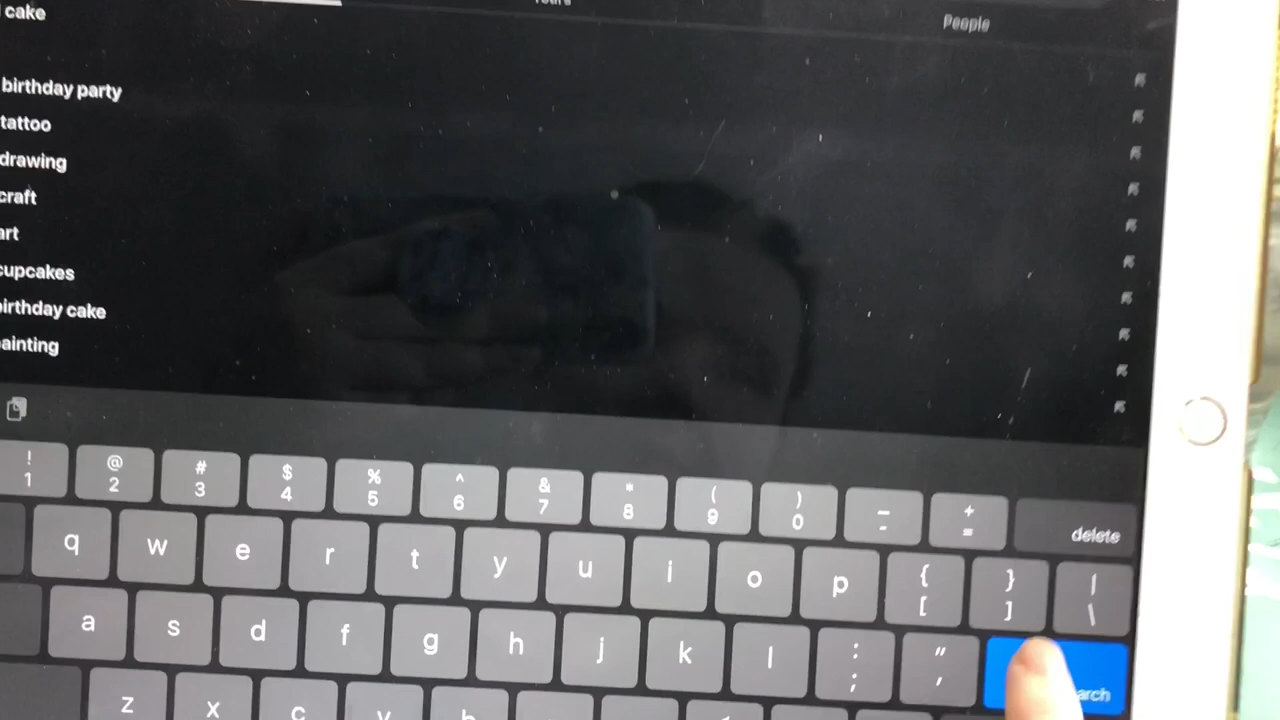 cake
People
birthday party
tattoo
drawing
craft
art
cupcakes
birthday cake
painting
! @ # $ % ^ & * ( ) _ +
1 2 3 4 5 6 7 8 9 0 - = delete
q w e r t y u i o p { [ } ] | \
a s d f g h j k l : ; " '
z x c v b